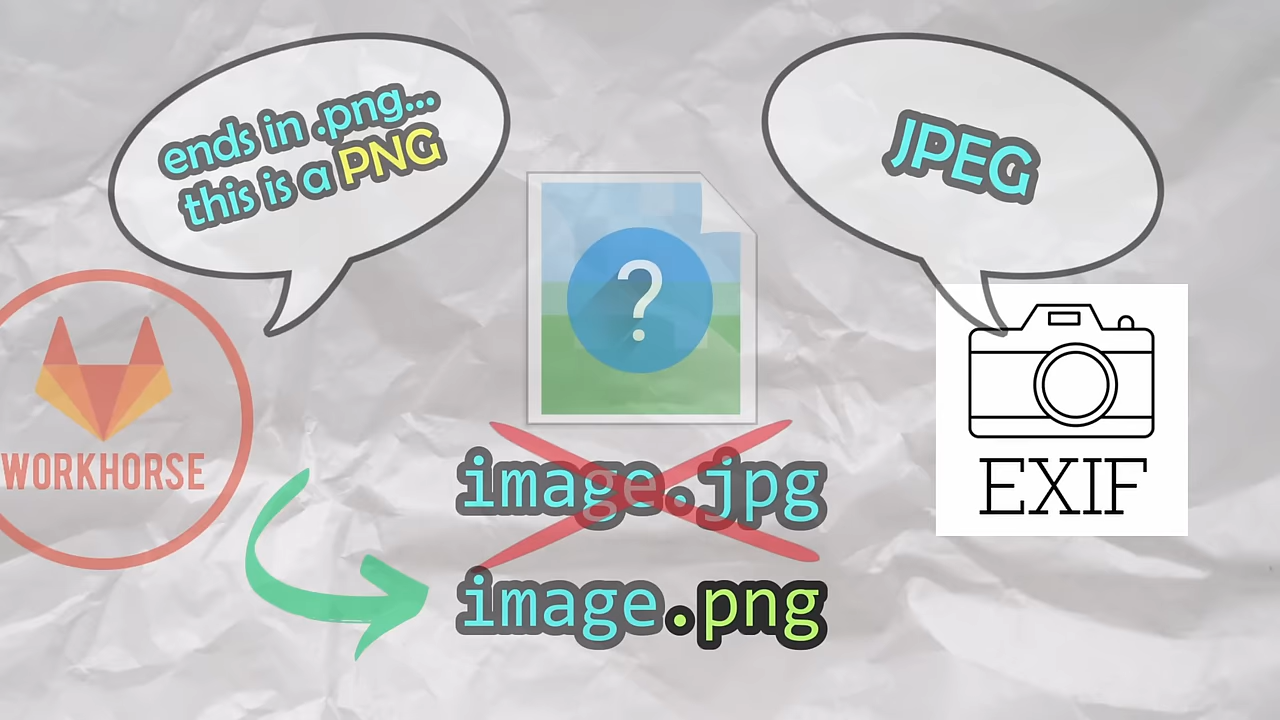 ends in .png...
this is a PNG
JPEG
?
WORKHORSE
image.jpg
image.png
EXIF